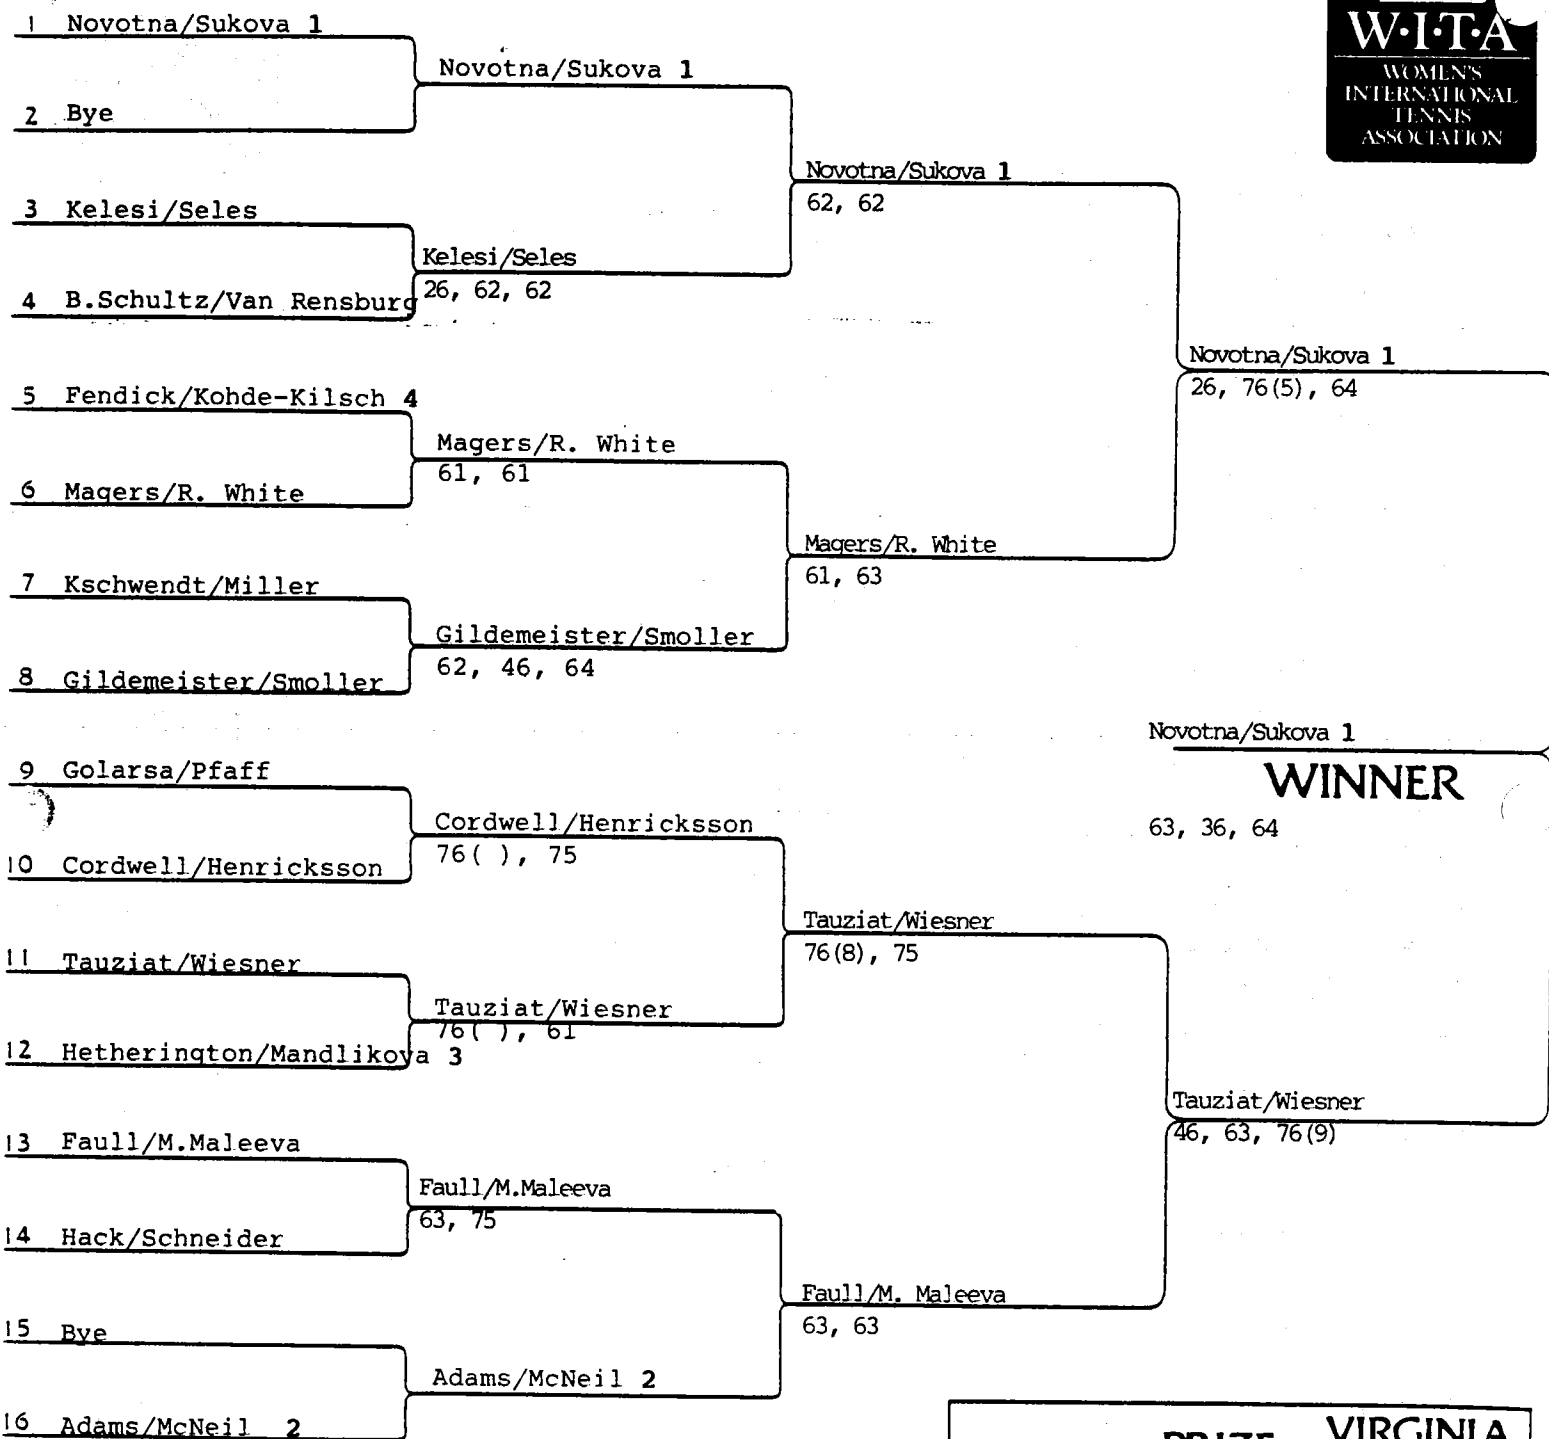 W·I·T·A
WOMEN'S
INTERNATIONAL
TENNIS
ASSOCIATION
1 Novotna/Sukova 1
2 Bye
3 Kelesi/Seles
4 B.Schultz/Van Rensburg
5 Fendick/Kohde-Kilsch 4
6 Magers/R. White
7 Kschwendt/Miller
8 Gildemeister/Smoller
9 Golarsa/Pfaff
10 Cordwell/Henricksson
11 Tauziat/Wiesner
12 Hetherington/Mandlikova 3
13 Faull/M.Maleeva
14 Hack/Schneider
15 Bye
16 Adams/McNeil 2
Novotna/Sukova 1
Kelesi/Seles
26, 62, 62
Magers/R. White
61, 61
Gildemeister/Smoller
62, 46, 64
Cordwell/Henricksson
76( ), 75
Tauziat/Wiesner
76( ), 61
Faull/M.Maleeva
63, 75
Adams/McNeil 2
Novotna/Sukova 1
62, 62
Magers/R. White
61, 63
Tauziat/Wiesner
76(8), 75
Faull/M. Maleeva
63, 63
Novotna/Sukova 1
26, 76(5), 64
Tauziat/Wiesner
46, 63, 76(9)
Novotna/Sukova 1
WINNER
63, 36, 64
PRIZE VIRGINIA